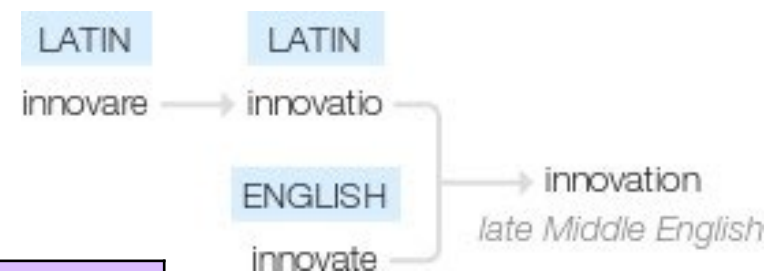 LATIN LATIN
innovare innovatio
ENGLISH
innovation
late Middle English
innovate